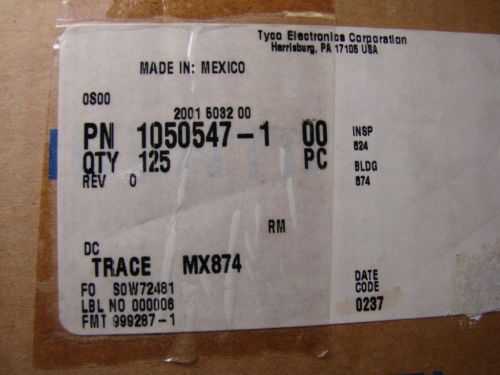 Tyco Electronics Corporation
Harrisburg, PA 17105 USA
MADE IN: MEXICO
0S00
2001 5032 00
PN 1050547-1 00
QTY 125 PC
REV 0
INSP
824
BLDG
874
RM
DC
TRACE MX874
FO S0W72481
LBL NO 000006
FMT 999287-1
DATE
CODE
0237